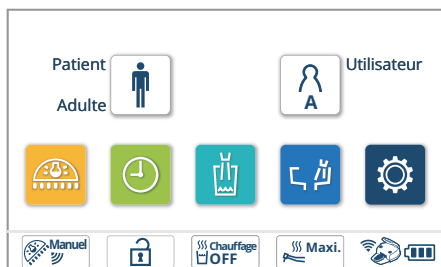 Patient
Adulte
Utilisateur
A
Manuel
Chauffage
OFF
Maxi.